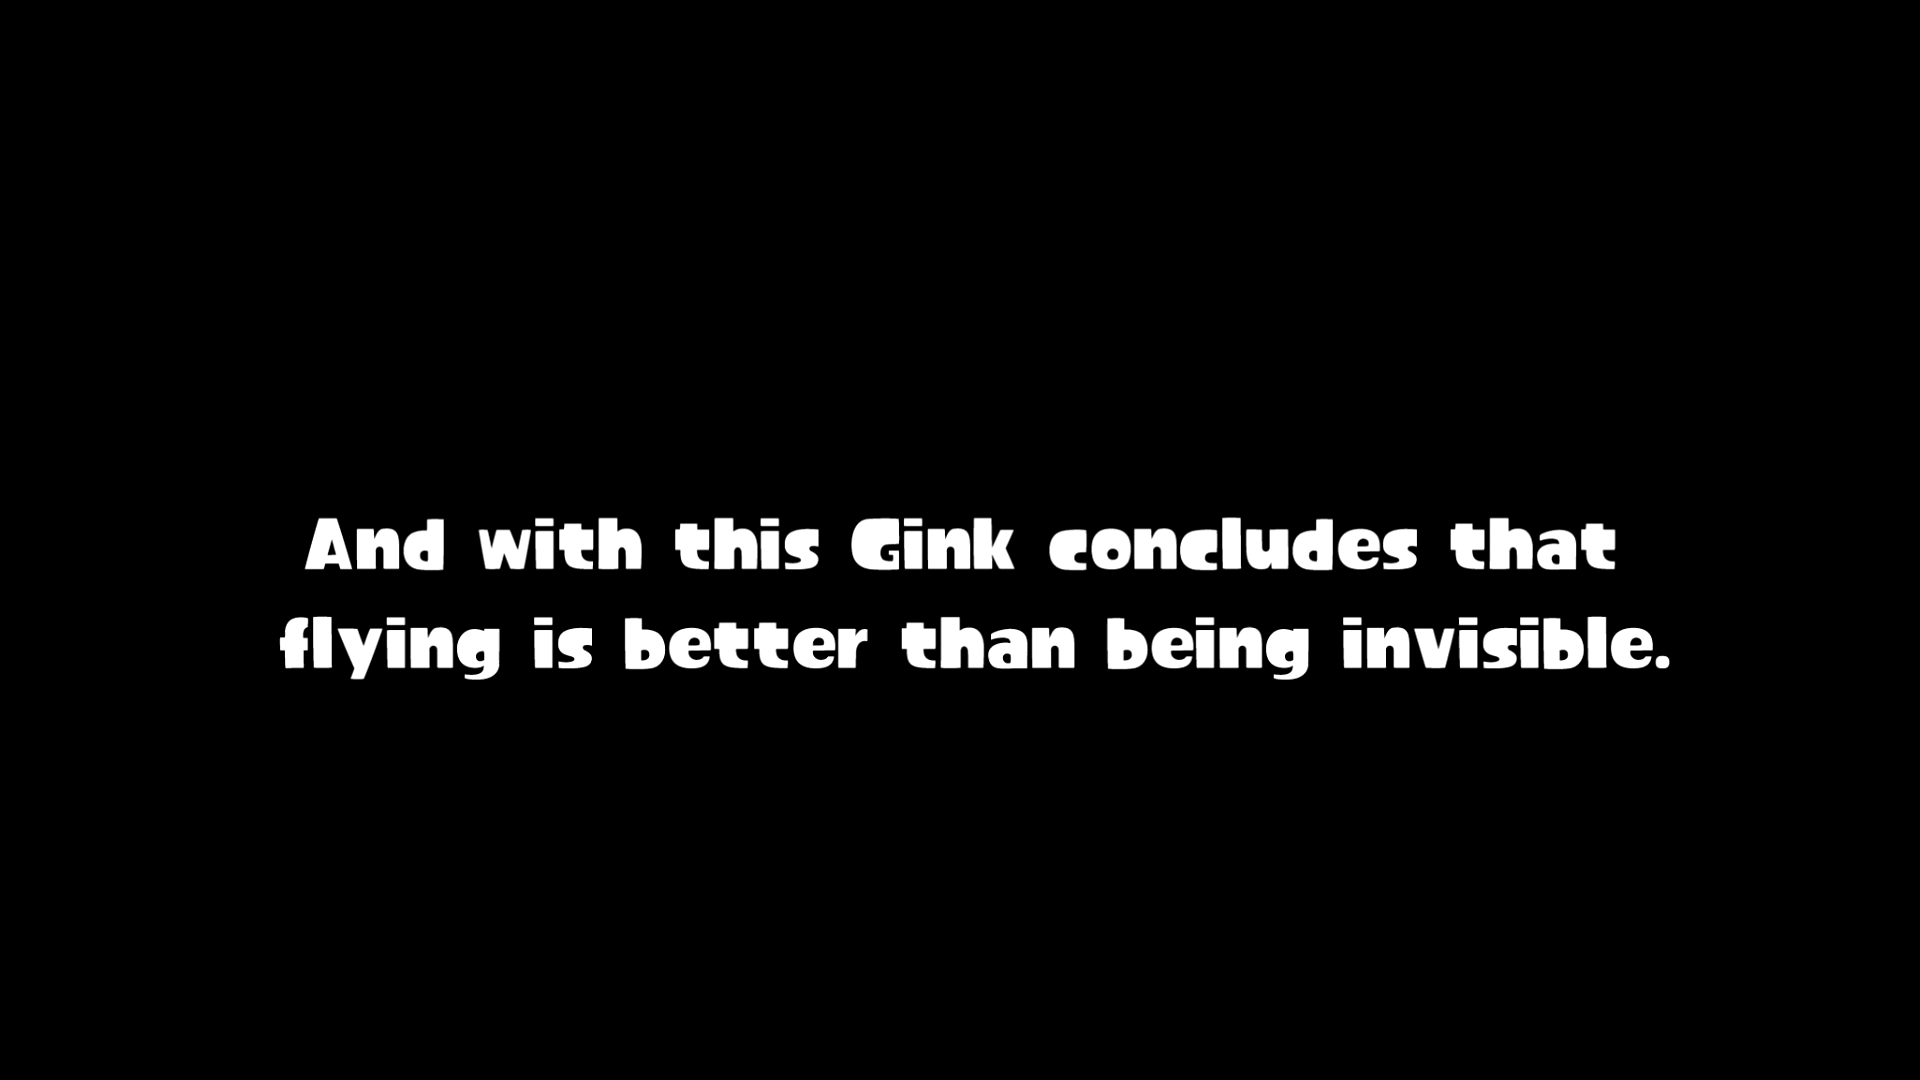 And with this Gink concludes that
flying is better than being invisible.